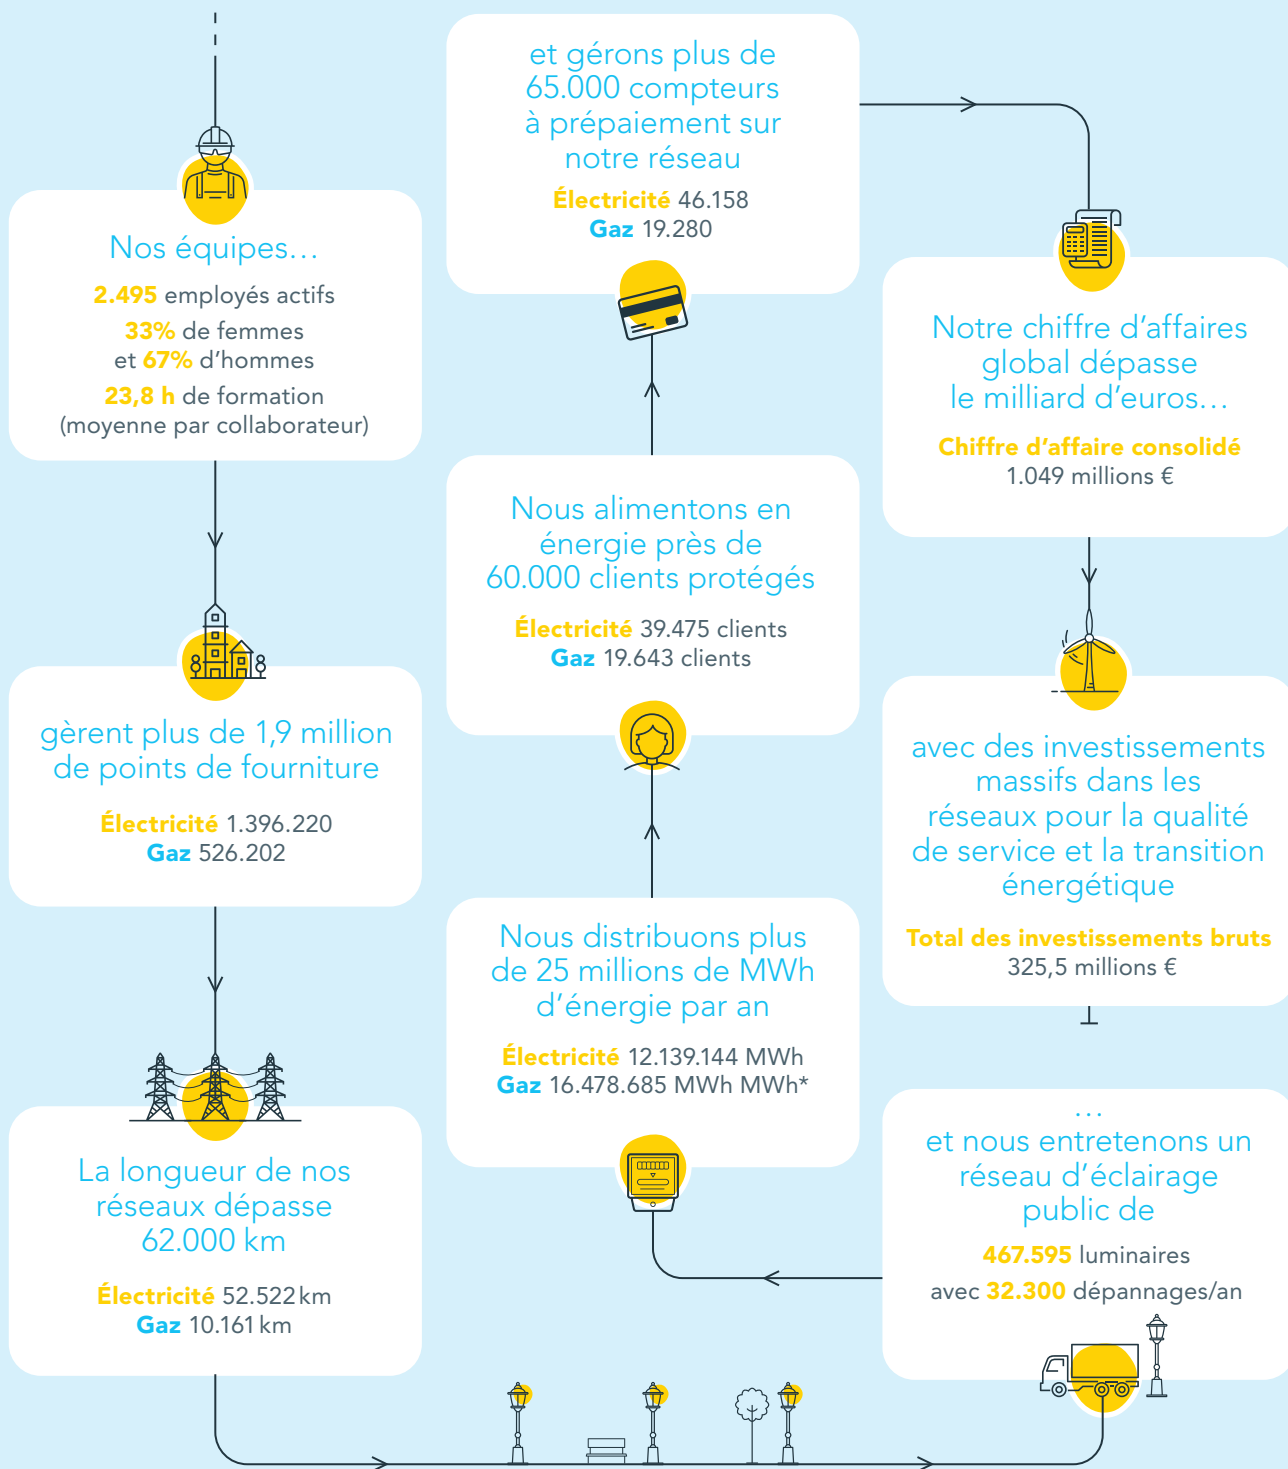 Nos équipes…
2.495 employés actifs
33% de femmes
et 67% d'hommes
23,8 h de formation
(moyenne par collaborateur)
gèrent plus de 1,9 million
de points de fourniture
Électricité 1.396.220
Gaz 526.202
La longueur de nos
réseaux dépasse
62.000 km
Électricité 52.522 km
Gaz 10.161 km
…
et nous entretenons un
réseau d'éclairage
public de
467.595 luminaires
avec 32.300 dépannages/an
Nous distribuons plus
de 25 millions de MWh
d'énergie par an
Électricité 12.139.144 MWh
Gaz 16.478.685 MWh MWh*
Nous alimentons en
énergie près de
60.000 clients protégés
Électricité 39.475 clients
Gaz 19.643 clients
et gérons plus de
65.000 compteurs
à prépaiement sur
notre réseau
Électricité 46.158
Gaz 19.280
Notre chiffre d'affaires
global dépasse
le milliard d'euros…
Chiffre d'affaire consolidé
1.049 millions €
avec des investissements
massifs dans les
réseaux pour la qualité
de service et la transition
énergétique
Total des investissements bruts
325,5 millions €